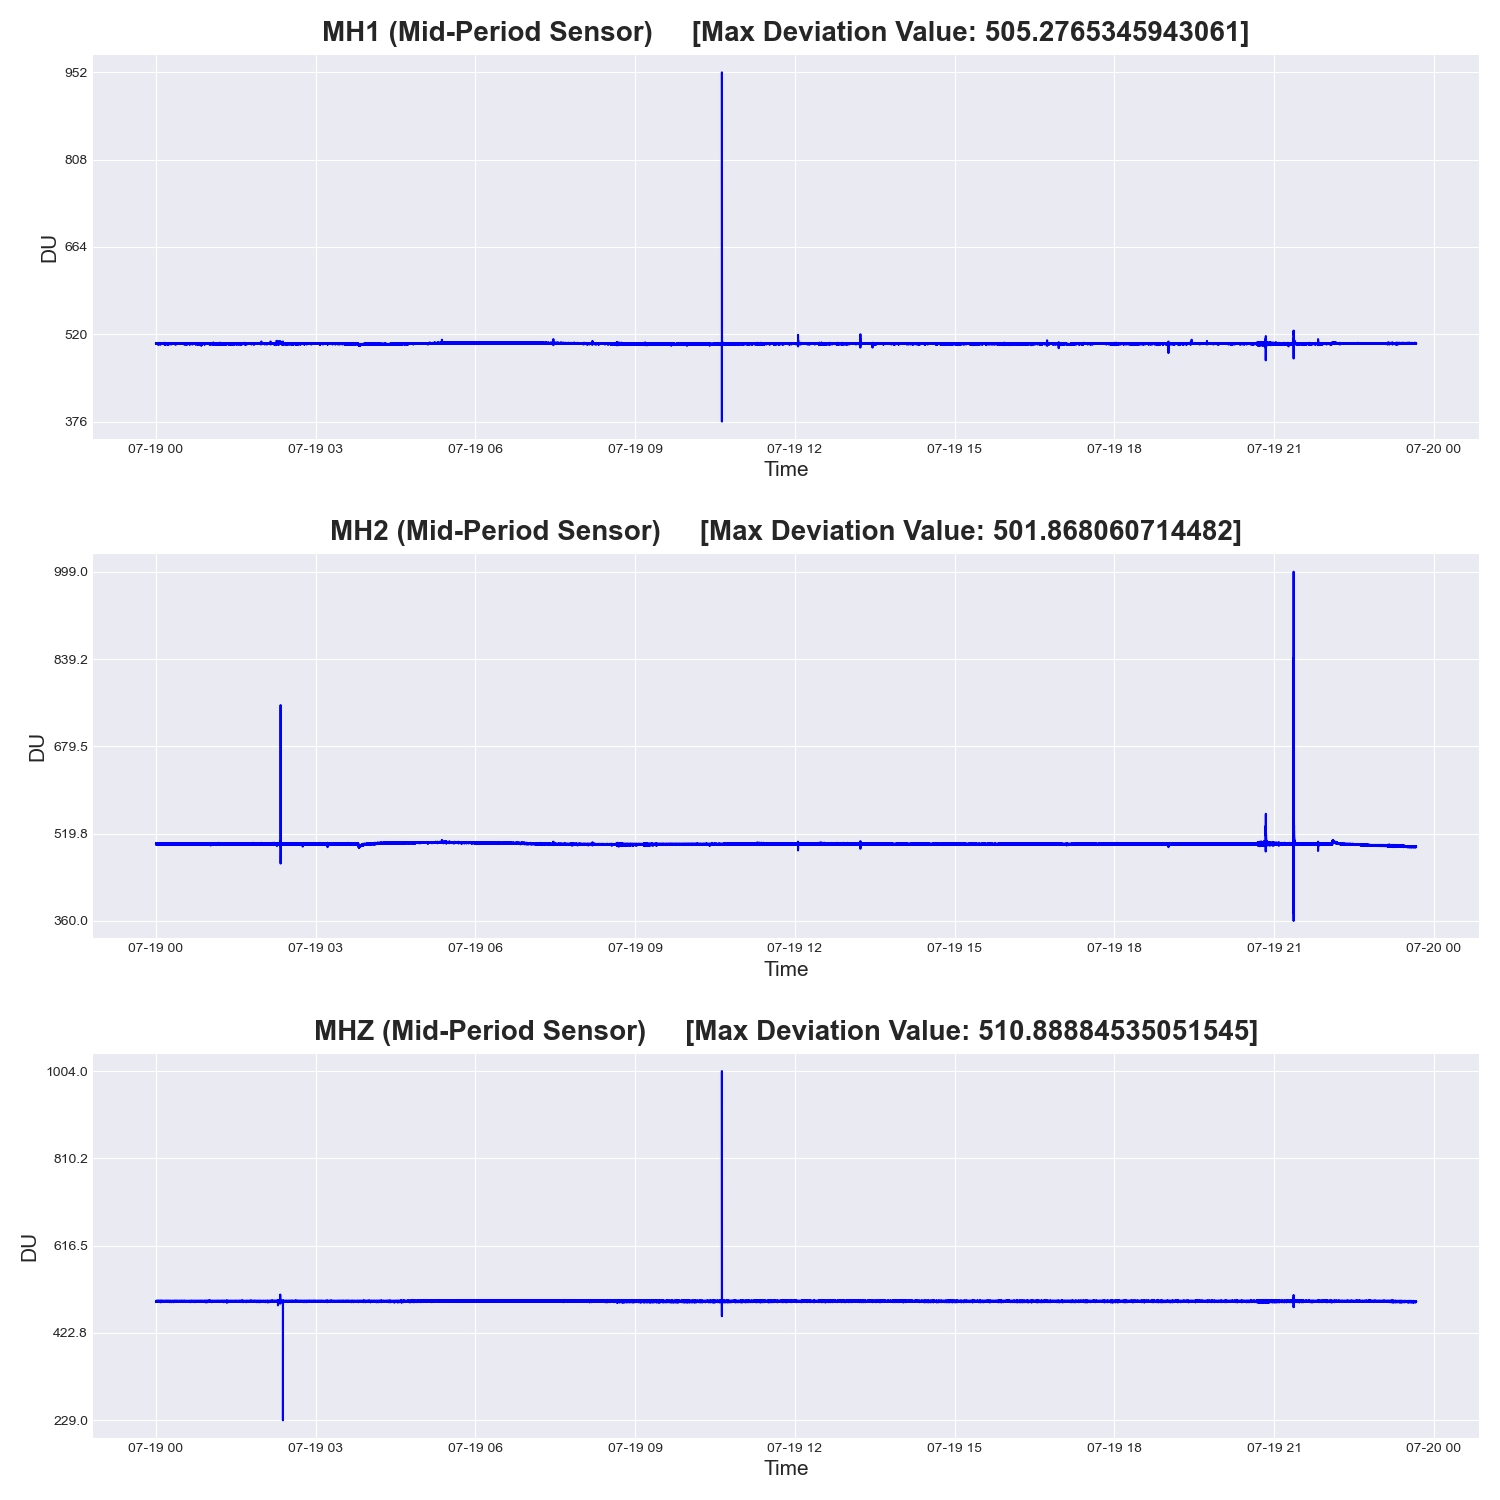 MH1 (Mid-Period Sensor) [Max Deviation Value: 505.2765345943061]
952
808
664
520
376
DU
07-19 00 07-19 03 07-19 06 07-19 09 07-19 12 07-19 15 07-19 18 07-19 21 07-20 00
Time
MH2 (Mid-Period Sensor) [Max Deviation Value: 501.868060714482]
999.0
839.2
679.5
519.8
360.0
DU
07-19 00 07-19 03 07-19 06 07-19 09 07-19 12 07-19 15 07-19 18 07-19 21 07-20 00
Time
MHZ (Mid-Period Sensor) [Max Deviation Value: 510.88884535051545]
1004.0
810.2
616.5
422.8
229.0
DU
07-19 00 07-19 03 07-19 06 07-19 09 07-19 12 07-19 15 07-19 18 07-19 21 07-20 00
Time